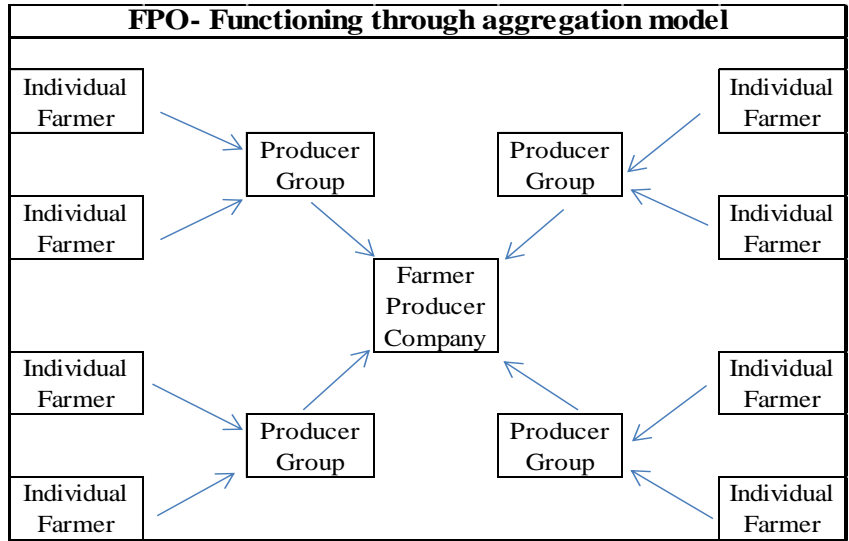 FPO- Functioning through aggregation model
Individual
Farmer
Individual
Farmer
Producer
Group
Producer
Group
Individual
Farmer
Individual
Farmer
Farmer
Producer
Company
Individual
Farmer
Individual
Farmer
Producer
Group
Producer
Group
Individual
Farmer
Individual
Farmer